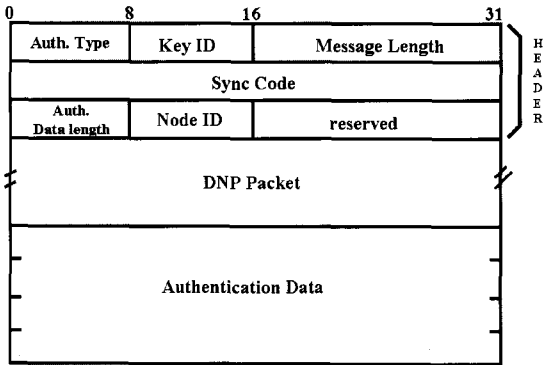 0 8 16 31
Auth. Type Key ID Message Length
Sync Code
Auth.
Data length Node ID reserved
HEADER
DNP Packet
Authentication Data